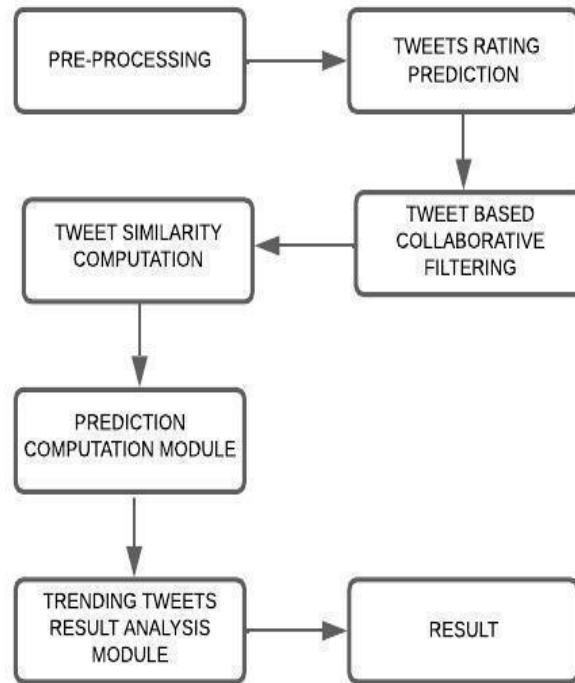 PRE-PROCESSING
TWEETS RATING
PREDICTION
TWEET BASED
COLLABORATIVE
FILTERING
TWEET SIMILARITY
COMPUTATION
PREDICTION
COMPUTATION MODULE
TRENDING TWEETS
RESULT ANALYSIS
MODULE
RESULT